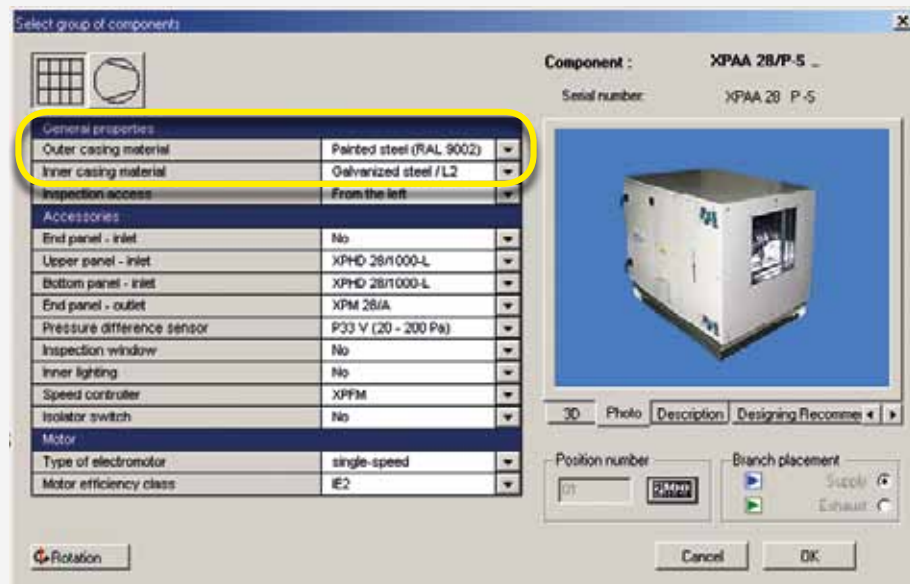 Select group of components
Component : XPAA 28/P-S _
Serial number: XPAA 28 P -S
General properties
Outer casing material Painted steel (RAL 9002)
Inner casing material Galvanized steel / L2
Inspection access From the left
Accessories
End panel - inlet No
Upper panel - inlet XPHD 28/1000-L
Bottom panel - inlet XPHD 28/1000-L
End panel - outlet XPM 28/A
Pressure difference sensor P33 V (20 - 200 Pa)
Inspection window No
Inner lighting No
Speed controller XPFM
Isolator switch No
Motor
Type of electromotor single-speed
Motor efficiency class IE2
3D Photo Description Designing Recomme
Position number
01
Branch placement
Supply
Exhaust
Rotation
Cancel OK